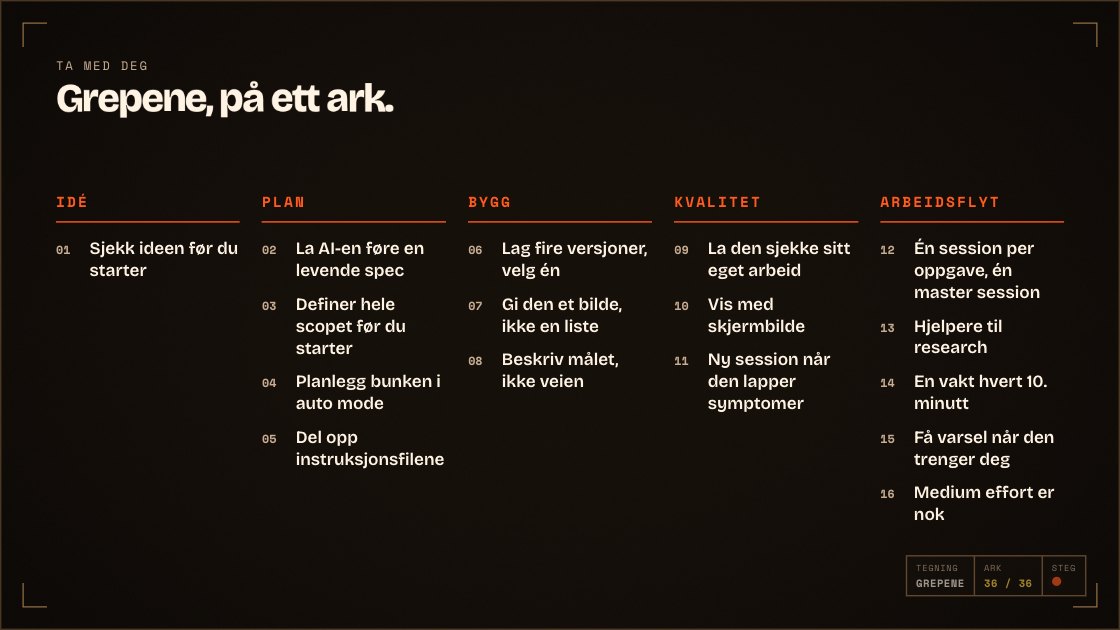 TA MED DEG
Grepene, på ett ark.
IDÉ
01 Sjekk ideen før du
starter
PLAN
02 La AI-en føre en
levende spec
03 Definer hele
scopet før du
starter
04 Planlegg bunken i
auto mode
05 Del opp
instruksjonsfilene
BYGG
06 Lag fire versjoner,
velg én
07 Gi den et bilde,
ikke en liste
08 Beskriv målet,
ikke veien
KVALITET
09 La den sjekke sitt
eget arbeid
10 Vis med
skjermbilde
11 Ny session når
den lapper
symptomer
ARBEIDSFLYT
12 Én session per
oppgave, én
master session
13 Hjelpere til
research
14 En vakt hvert 10.
minutt
15 Få varsel når den
trenger deg
16 Medium effort er
nok
TEGNING
GREPENE
ARK
36 / 36
STEG